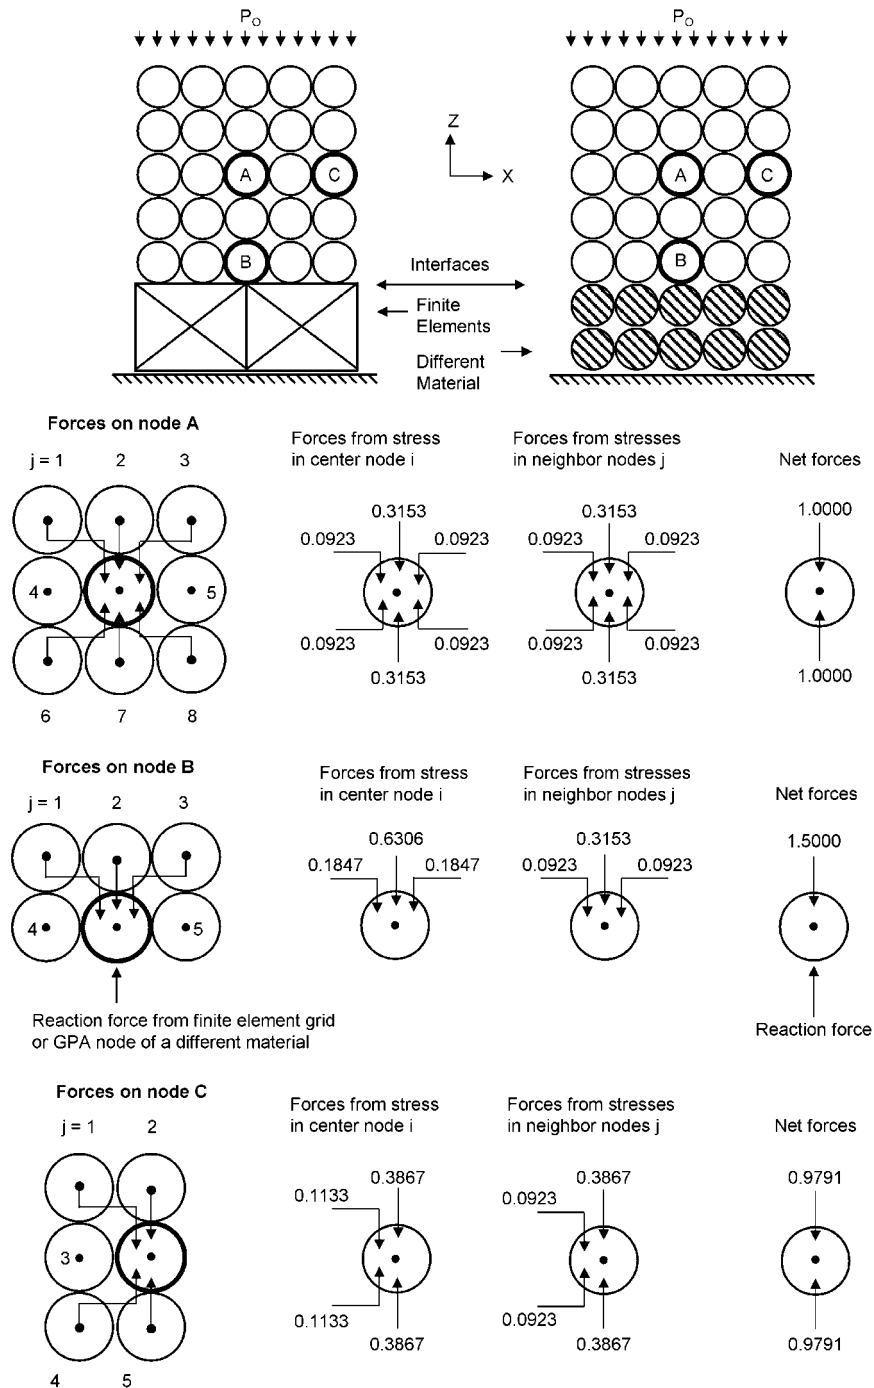 P_O
P_O
A
C
Z
X
A
C
B
B
Interfaces
Finite
Elements
Different
Material
Forces on node A
j = 1
2
3
4
5
6
7
8
Forces from stress
in center node i
0.3153
0.0923
0.0923
0.0923
0.0923
0.3153
Forces from stresses
in neighbor nodes j
0.3153
0.0923
0.0923
0.0923
0.0923
0.3153
Net forces
1.0000
1.0000
Forces on node B
j = 1
2
3
4
5
Reaction force from finite element grid
or GPA node of a different material
Forces from stress
in center node i
0.6306
0.1847
0.1847
Forces from stresses
in neighbor nodes j
0.3153
0.0923
0.0923
Net forces
1.5000
Reaction force
Forces on node C
j = 1
2
3
4
5
Forces from stress
in center node i
0.3867
0.1133
0.1133
0.3867
Forces from stresses
in neighbor nodes j
0.3867
0.0923
0.0923
0.3867
Net forces
0.9791
0.9791